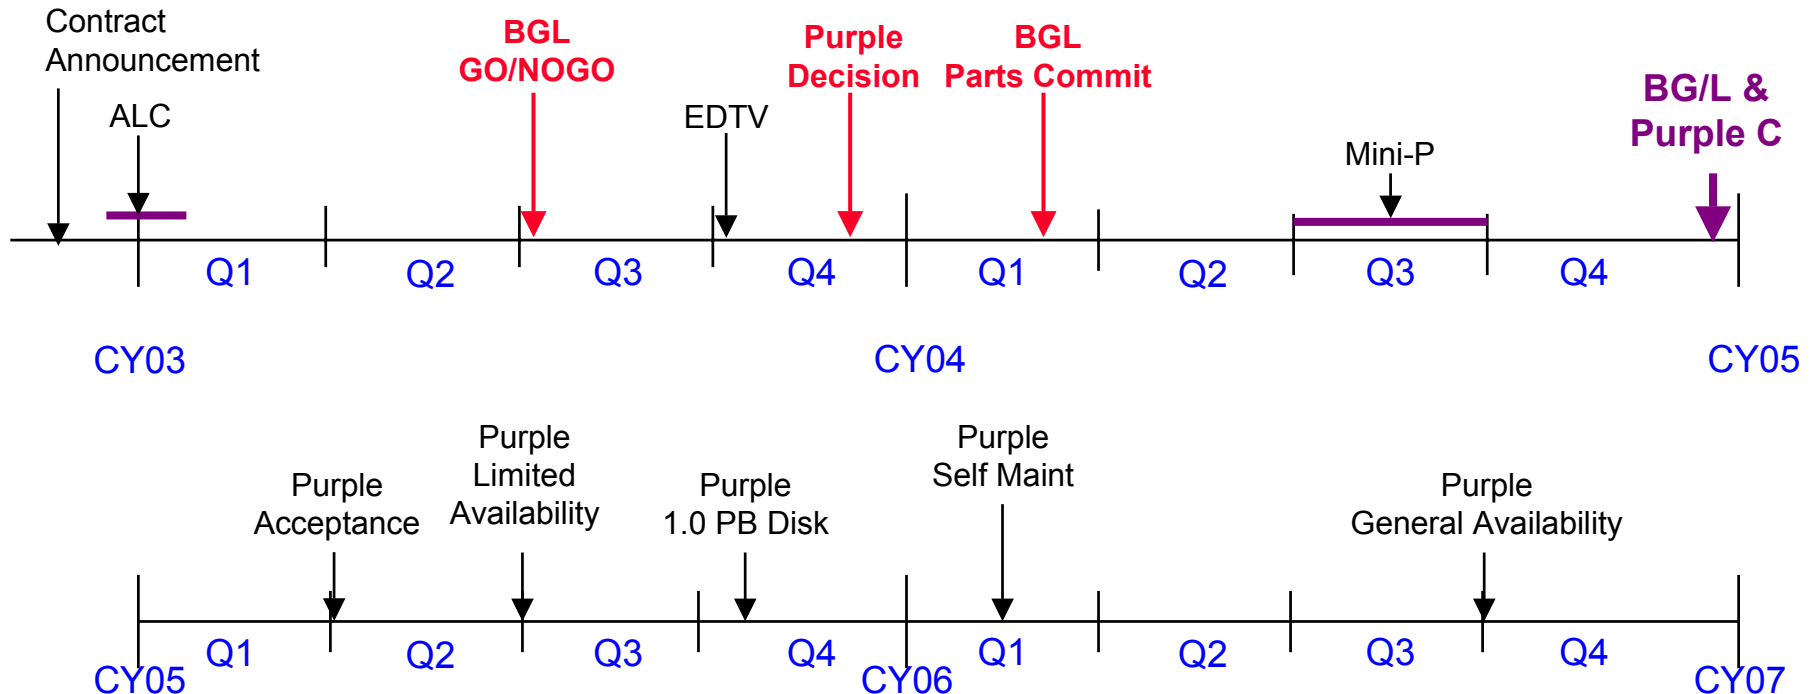 Contract
Announcement
ALC
BGL
GO/NOGO
EDTV
Purple
Decision
BGL
Parts Commit
Mini-P
BG/L &
Purple C
Q1
Q2
Q3
Q4
Q1
Q2
Q3
Q4
CY03
CY04
CY05
Purple
Acceptance
Purple
Limited
Availability
Purple
1.0 PB Disk
Purple
Self Maint
Purple
General Availability
Q1
Q2
Q3
Q4
Q1
Q2
Q3
Q4
CY05
CY06
CY07